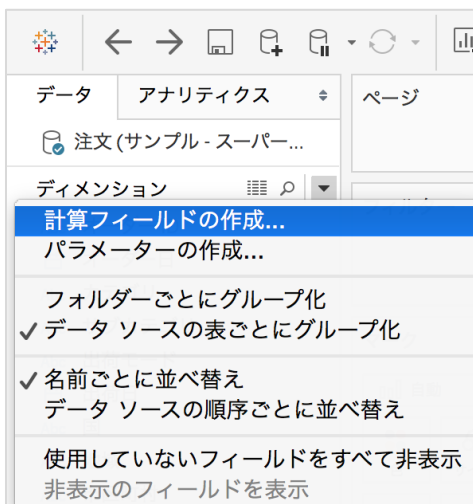 データ
アナリティクス
ページ
注文 (サンプル - スーパー...
ディメンション
計算フィールドの作成...
パラメーターの作成...
フォルダーごとにグループ化
✓ データ ソースの表ごとにグループ化
✓ 名前ごとに並べ替え
データ ソースの順序ごとに並べ替え
使用していないフィールドをすべて非表示
非表示のフィールドを表示